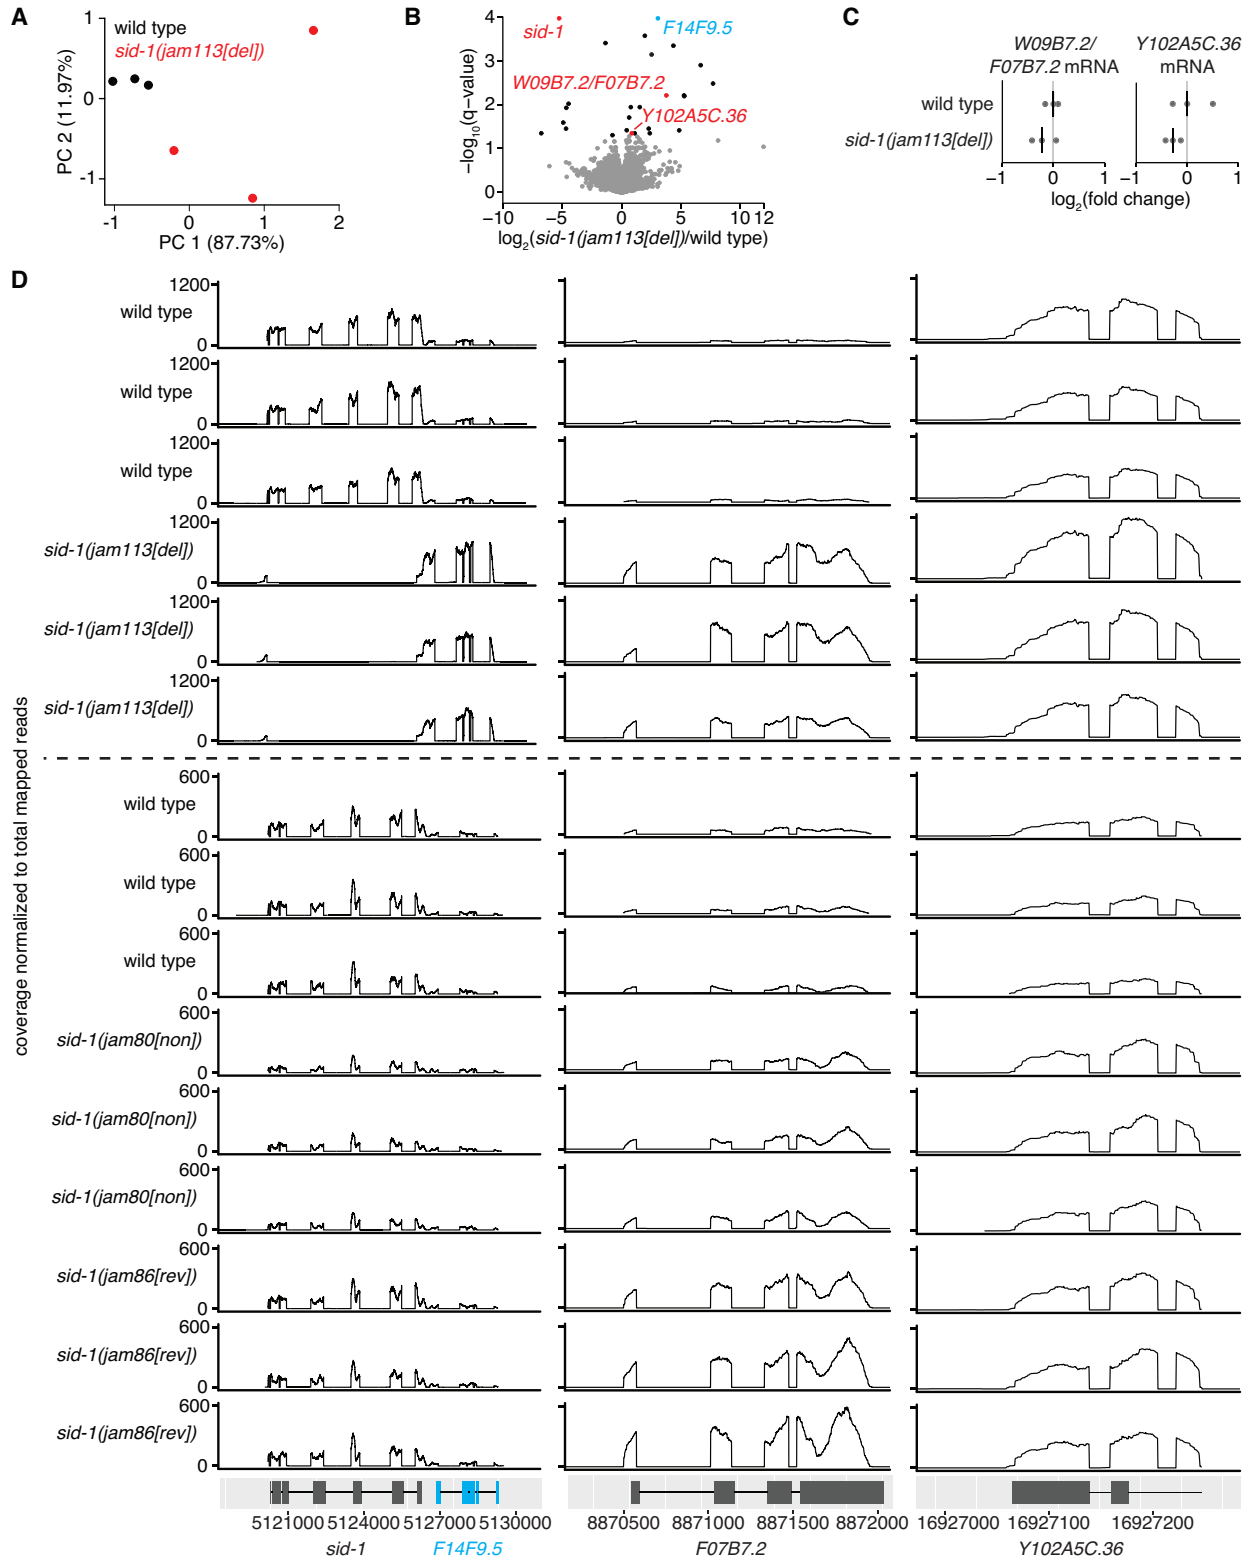 A
wild type
sid-1(jam113[del])
1
0
-1
PC 2 (11.97%)
-1
0
1
2
PC 1 (87.73%)
B
4
3
2
1
0
−log10(q−value)
sid-1
F14F9.5
W09B7.2/F07B7.2
Y102A5C.36
−10
−5
0
5
10
12
log2(sid-1(jam113[del])/wild type)
C
W09B7.2/
F07B7.2 mRNA
Y102A5C.36
mRNA
wild type
sid-1(jam113[del])
−1
0
1
−1
0
1
log2(fold change)
D
coverage normalized to total mapped reads
1200
wild type
0
1200
wild type
0
1200
wild type
0
1200
sid-1(jam113[del])
0
1200
sid-1(jam113[del])
0
1200
sid-1(jam113[del])
0
600
wild type
0
600
wild type
0
600
wild type
0
600
sid-1(jam80[non])
0
600
sid-1(jam80[non])
0
600
sid-1(jam80[non])
0
600
sid-1(jam86[rev])
0
600
sid-1(jam86[rev])
0
600
sid-1(jam86[rev])
0
5121000 5124000 5127000 5130000
8870500 8871000 8871500 8872000
16927000 16927100 16927200
sid-1 F14F9.5
F07B7.2
Y102A5C.36